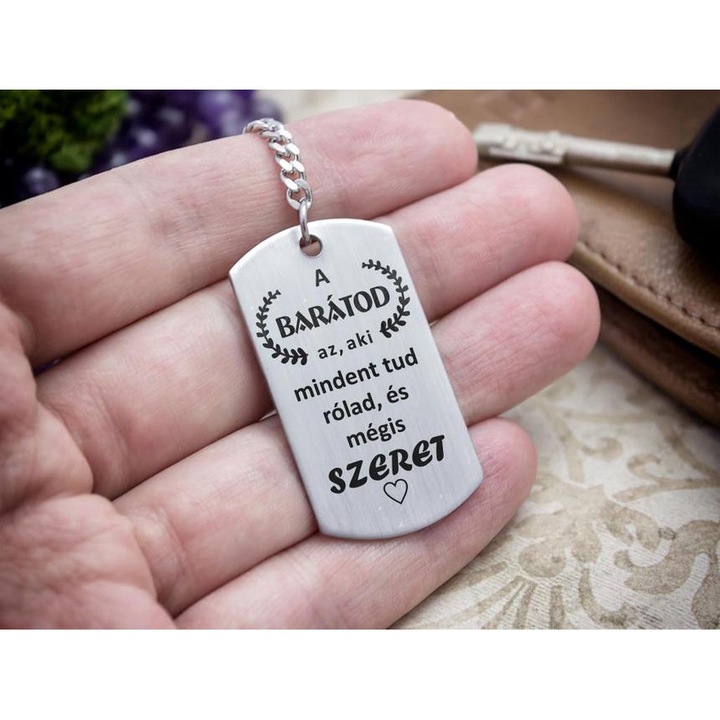 A
BARÁTOD
az, aki
mindent tud
rólad, és
mégis
SZERET